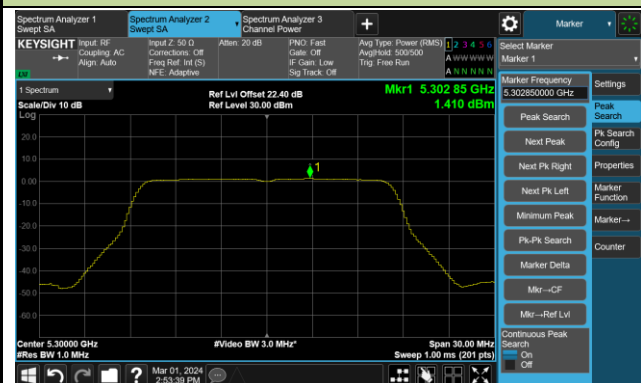 Spectrum Analyzer 1
Swept SA
Spectrum Analyzer 2
Swept SA
Spectrum Analyzer 3
Channel Power
Marker
KEYSIGHT
Input: RF
Coupling: AC
Align: Auto
Input Z: 50 Ω
Corrections: Off
Freq Ref: Int (S)
NFE: Adaptive
Atten: 20 dB
PNO: Fast
Gate: Off
IF Gain: Low
Sig Track: Off
Avg Type: Power (RMS)
Avg|Hold: 500/500
Trig: Free Run
1 2 3 4 5 6
A W W W W W
A N N N N N
Select Marker
Marker 1
1 Spectrum
Scale/Div 10 dB
Log
Ref Lvl Offset 22.40 dB
Ref Level 30.00 dBm
Mkr1 5.302 85 GHz
1.410 dBm
20.0
10.0
0.00
-10.0
-20.0
-30.0
-40.0
-50.0
-60.0
1
Center 5.30000 GHz
#Res BW 1.0 MHz
#Video BW 3.0 MHz*
Span 30.00 MHz
Sweep 1.00 ms (201 pts)
Marker Frequency
5.302850000 GHz
Peak Search
Next Peak
Next Pk Right
Next Pk Left
Minimum Peak
Pk-Pk Search
Marker Delta
Mkr→CF
Mkr→Ref Lvl
Continuous Peak
Search
On
Off
Settings
Peak
Search
Pk Search
Config
Properties
Marker
Function
Marker→
Counter
Mar 01, 2024
2:53:39 PM